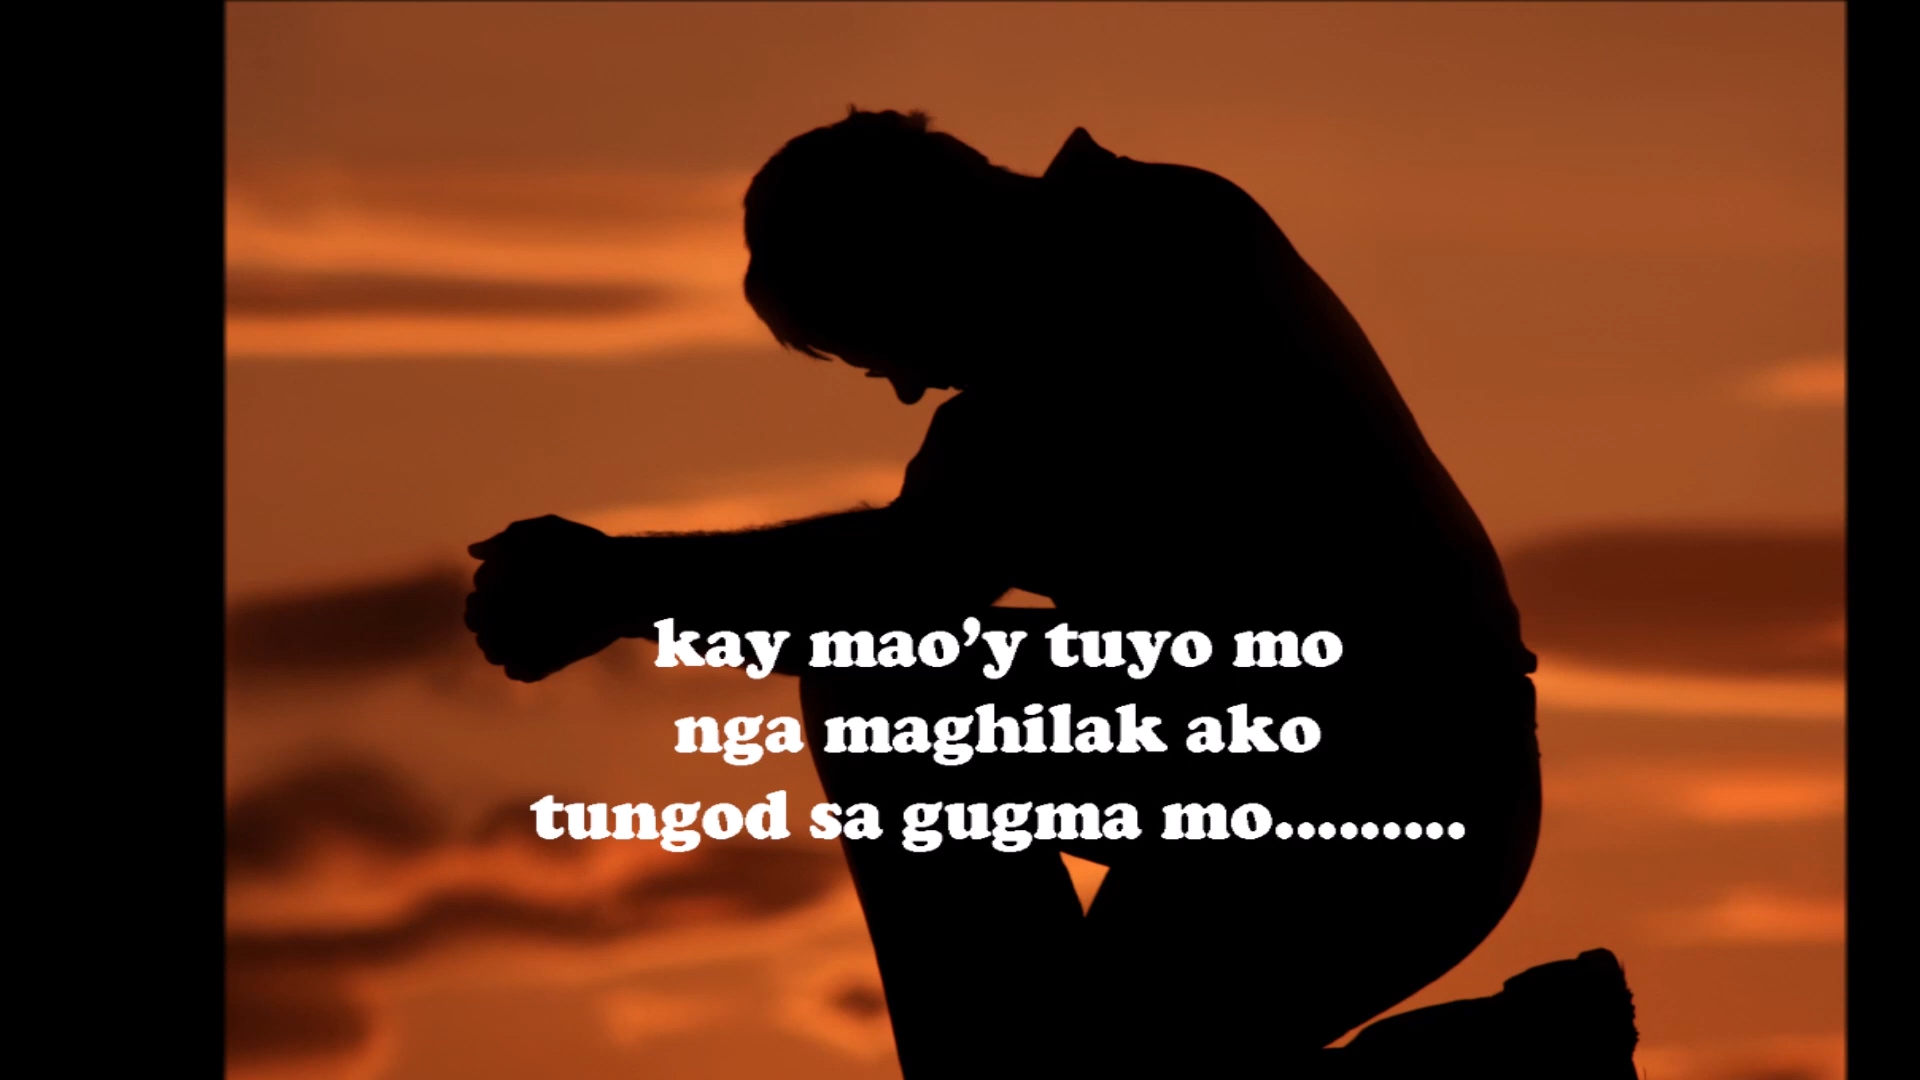 kay mao’y tuyo mo
nga maghilak ako
tungod sa gugma mo.........